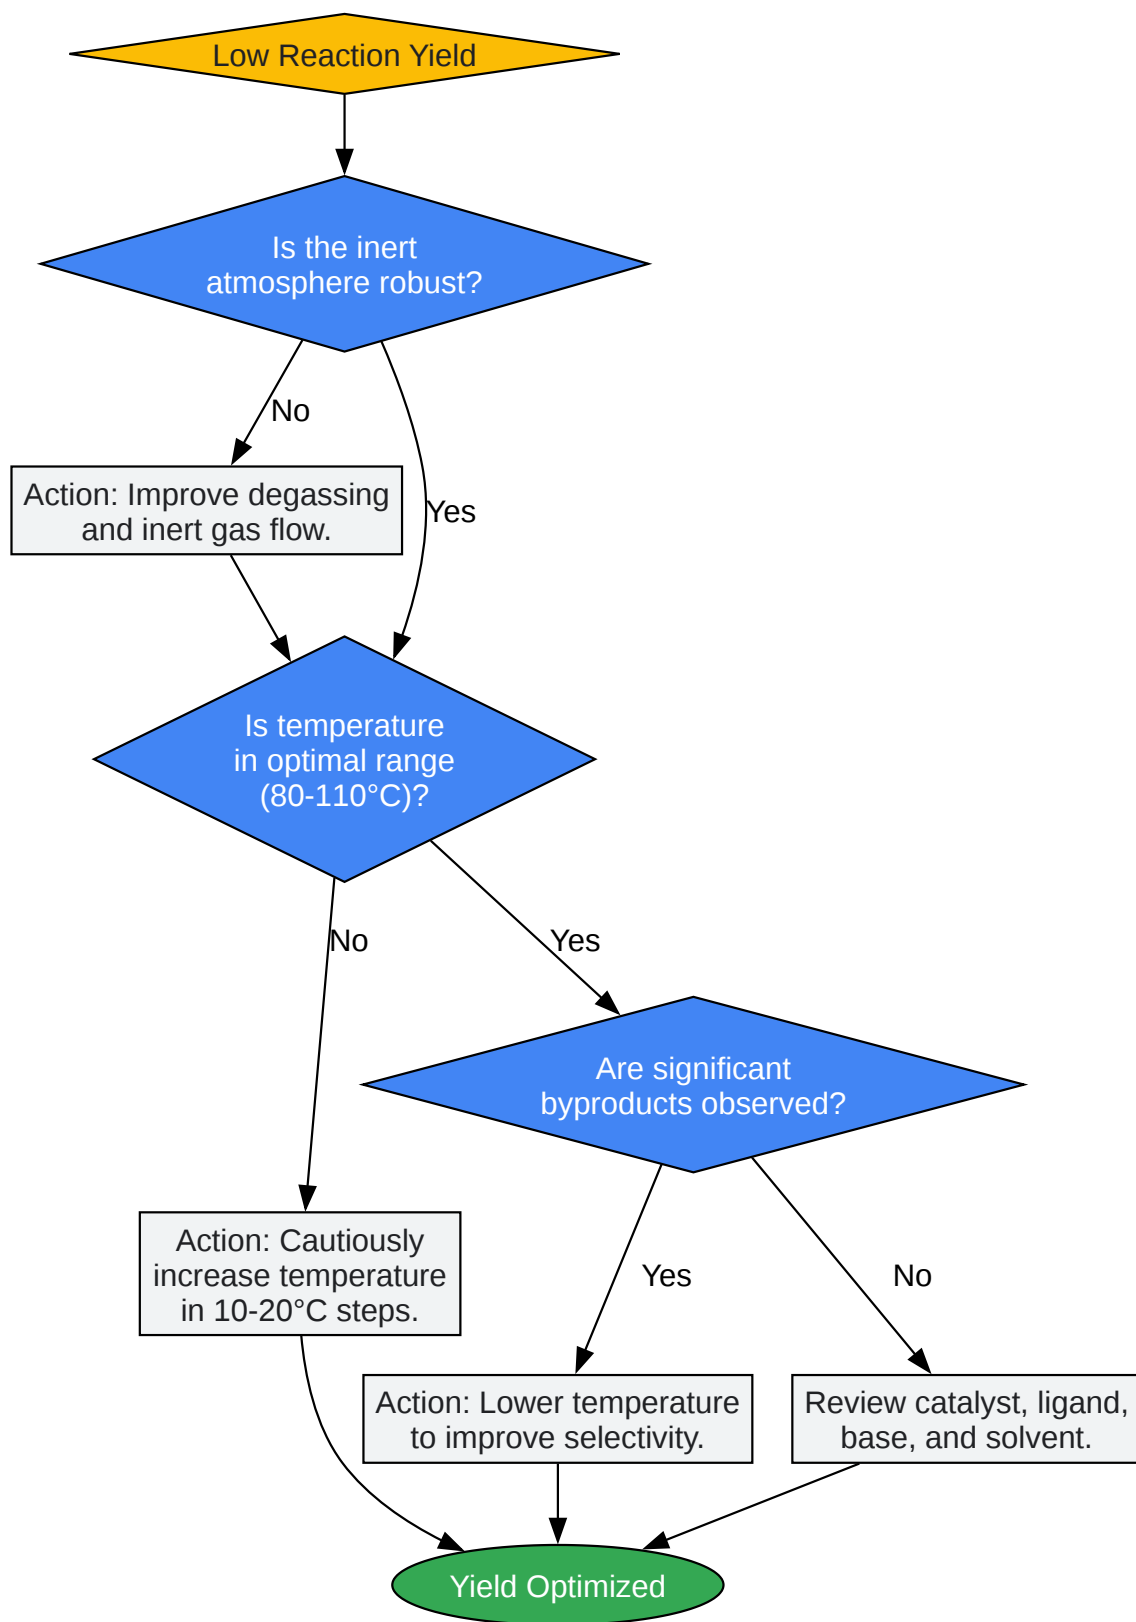 Low Reaction Yield
Is the inert
atmosphere robust?
No
Action: Improve degassing
and inert gas flow.
Yes
Is temperature
in optimal range
(80-110°C)?
No
Yes
Are significant
byproducts observed?
Action: Cautiously
increase temperature
in 10-20°C steps.
Yes
No
Action: Lower temperature
to improve selectivity.
Review catalyst, ligand,
base, and solvent.
Yield Optimized